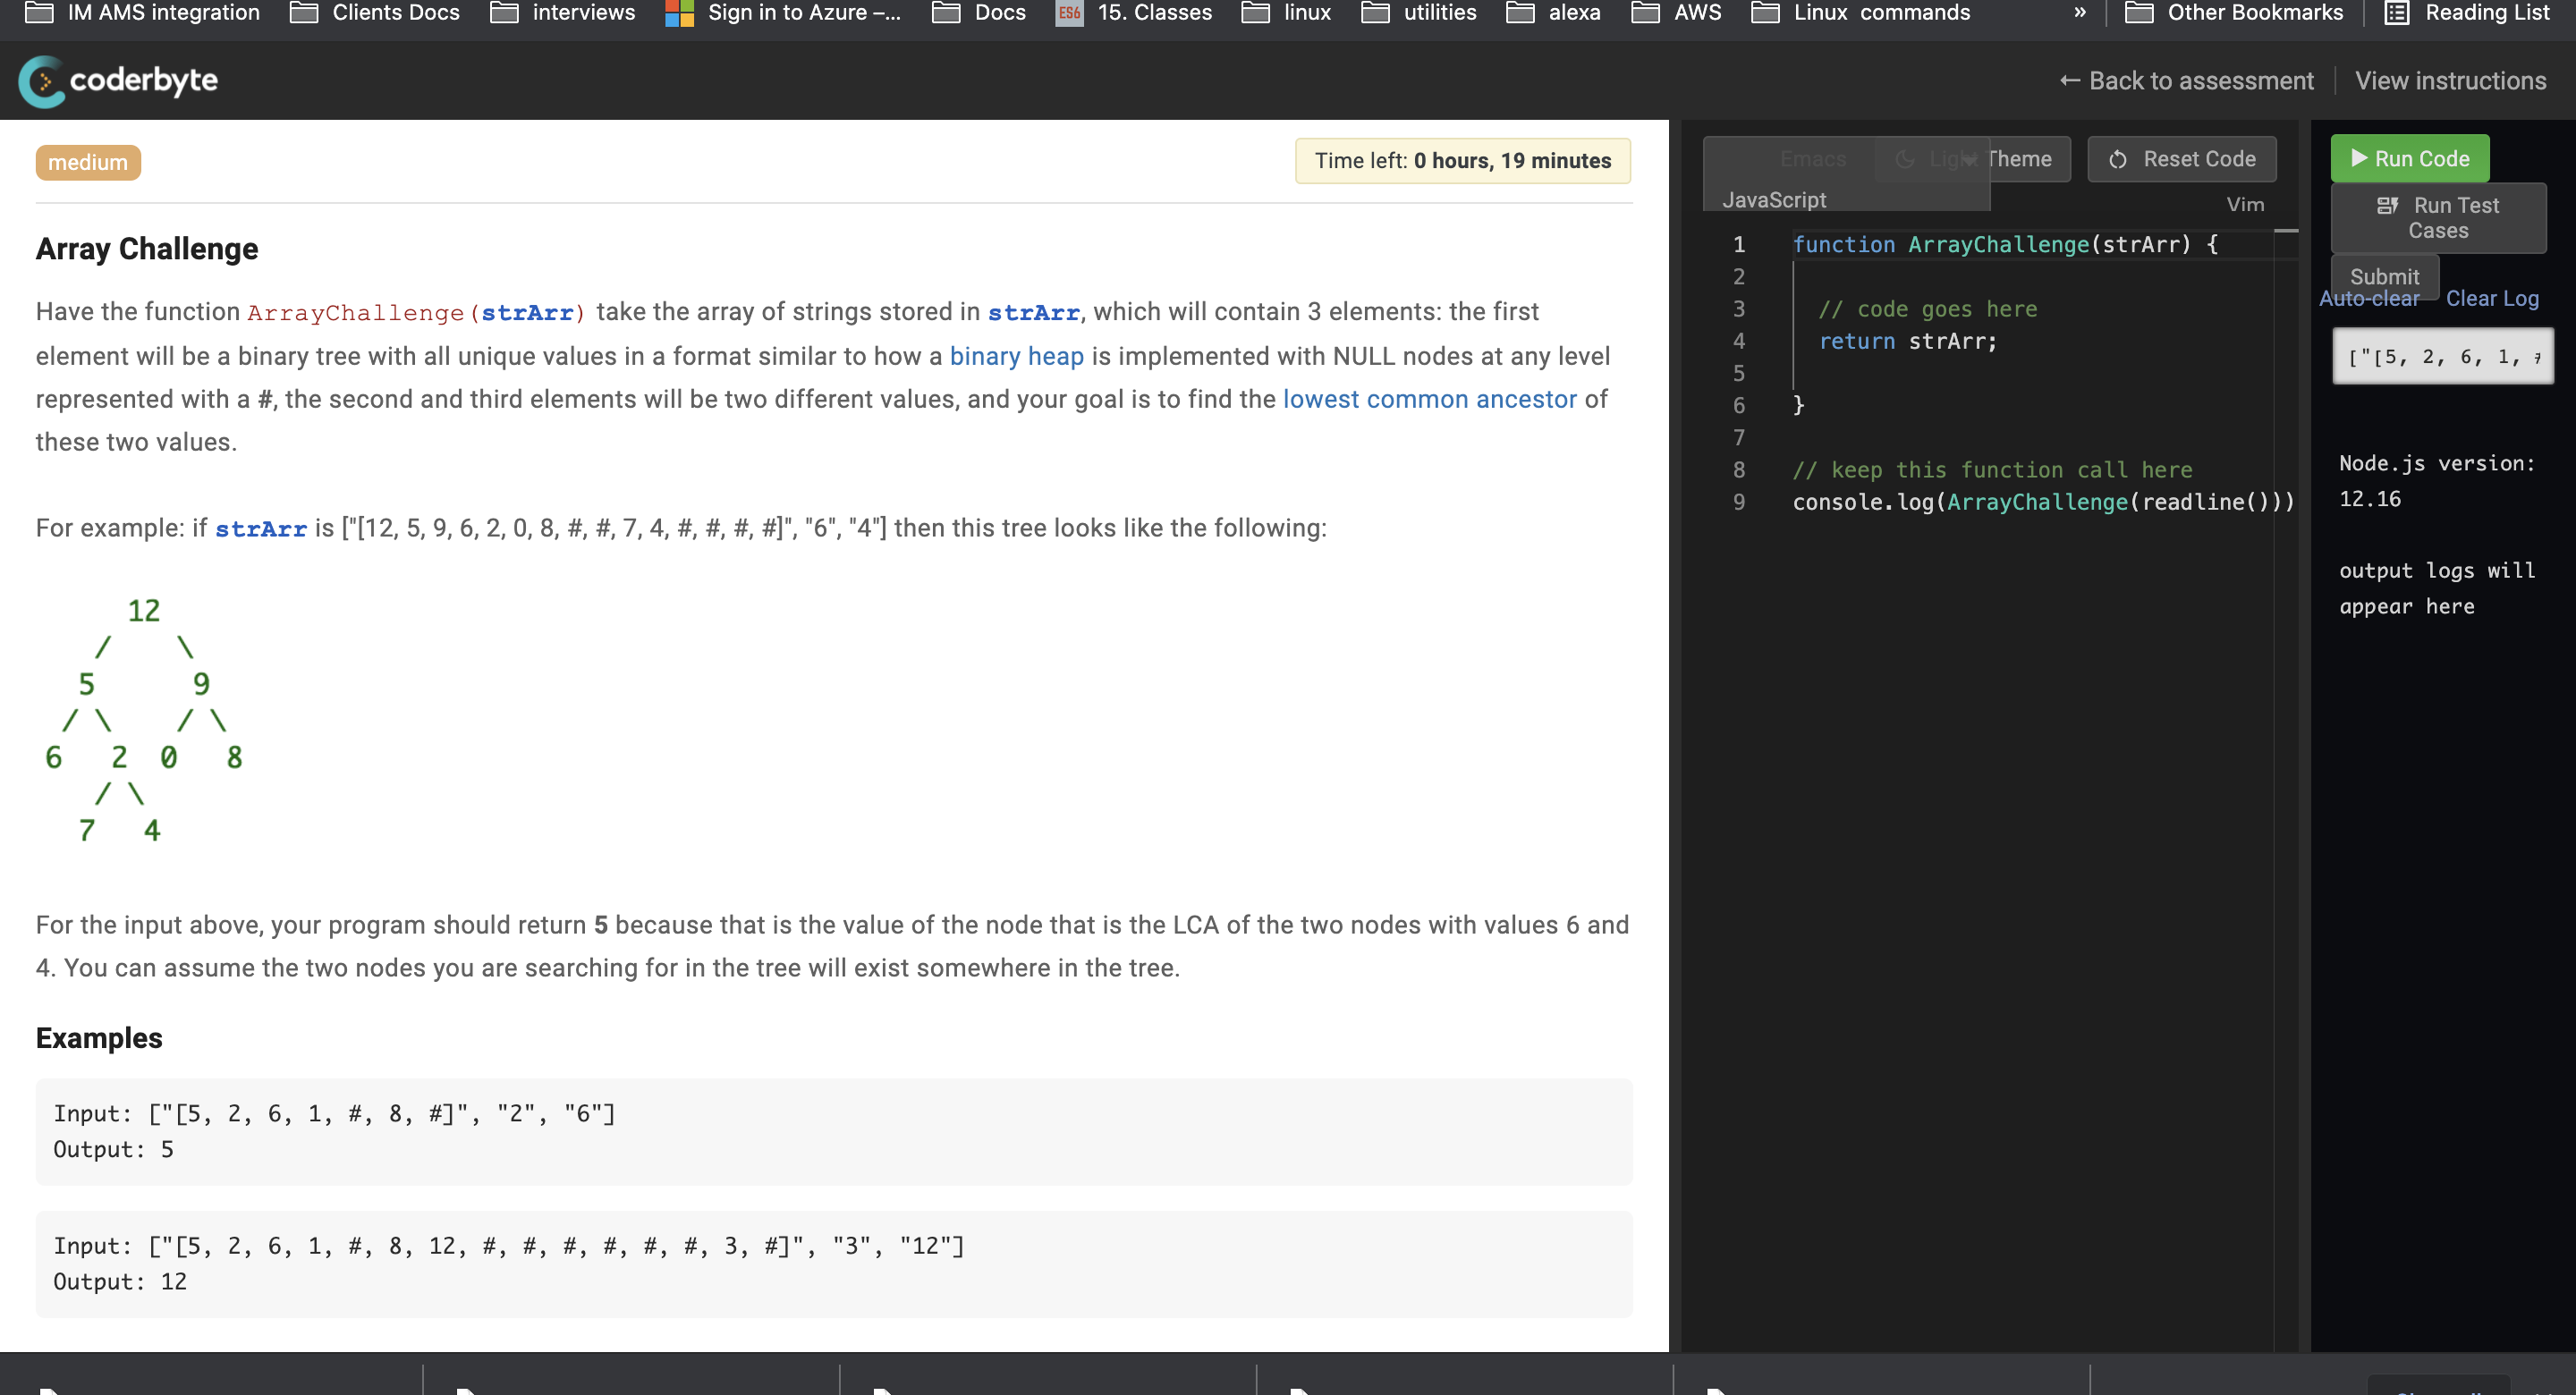 IM AMS integration Clients Docs interviews Sign in to Azure –... Docs ES6 15. Classes linux utilities alexa AWS Linux commands » Other Bookmarks Reading List
coderbyte ← Back to assessment View instructions
medium Time left: 0 hours, 19 minutes
Array Challenge
Have the function ArrayChallenge(strArr) take the array of strings stored in strArr, which will contain 3 elements: the first
element will be a binary tree with all unique values in a format similar to how a binary heap is implemented with NULL nodes at any level
represented with a #, the second and third elements will be two different values, and your goal is to find the lowest common ancestor of
these two values.
For example: if strArr is ["[12, 5, 9, 6, 2, 0, 8, #, #, 7, 4, #, #, #, #]", "6", "4"] then this tree looks like the following:
12
/ \
5 9
/ \ / \
6 2 0 8
/ \
7 4
For the input above, your program should return 5 because that is the value of the node that is the LCA of the two nodes with values 6 and
4. You can assume the two nodes you are searching for in the tree will exist somewhere in the tree.
Examples
Input: ["[5, 2, 6, 1, #, 8, #]", "2", "6"]
Output: 5
Input: ["[5, 2, 6, 1, #, 8, 12, #, #, #, #, #, #, 3, #]", "3", "12"]
Output: 12
Emacs Light Theme Reset Code
JavaScript Vim
1 function ArrayChallenge(strArr) {
2
3 // code goes here
4 return strArr;
5
6 }
7
8 // keep this function call here
9 console.log(ArrayChallenge(readline()))
Run Code
Run Test
Cases
Submit
Auto-clear Clear Log
["[5, 2, 6, 1,
Node.js version:
12.16
output logs will
appear here